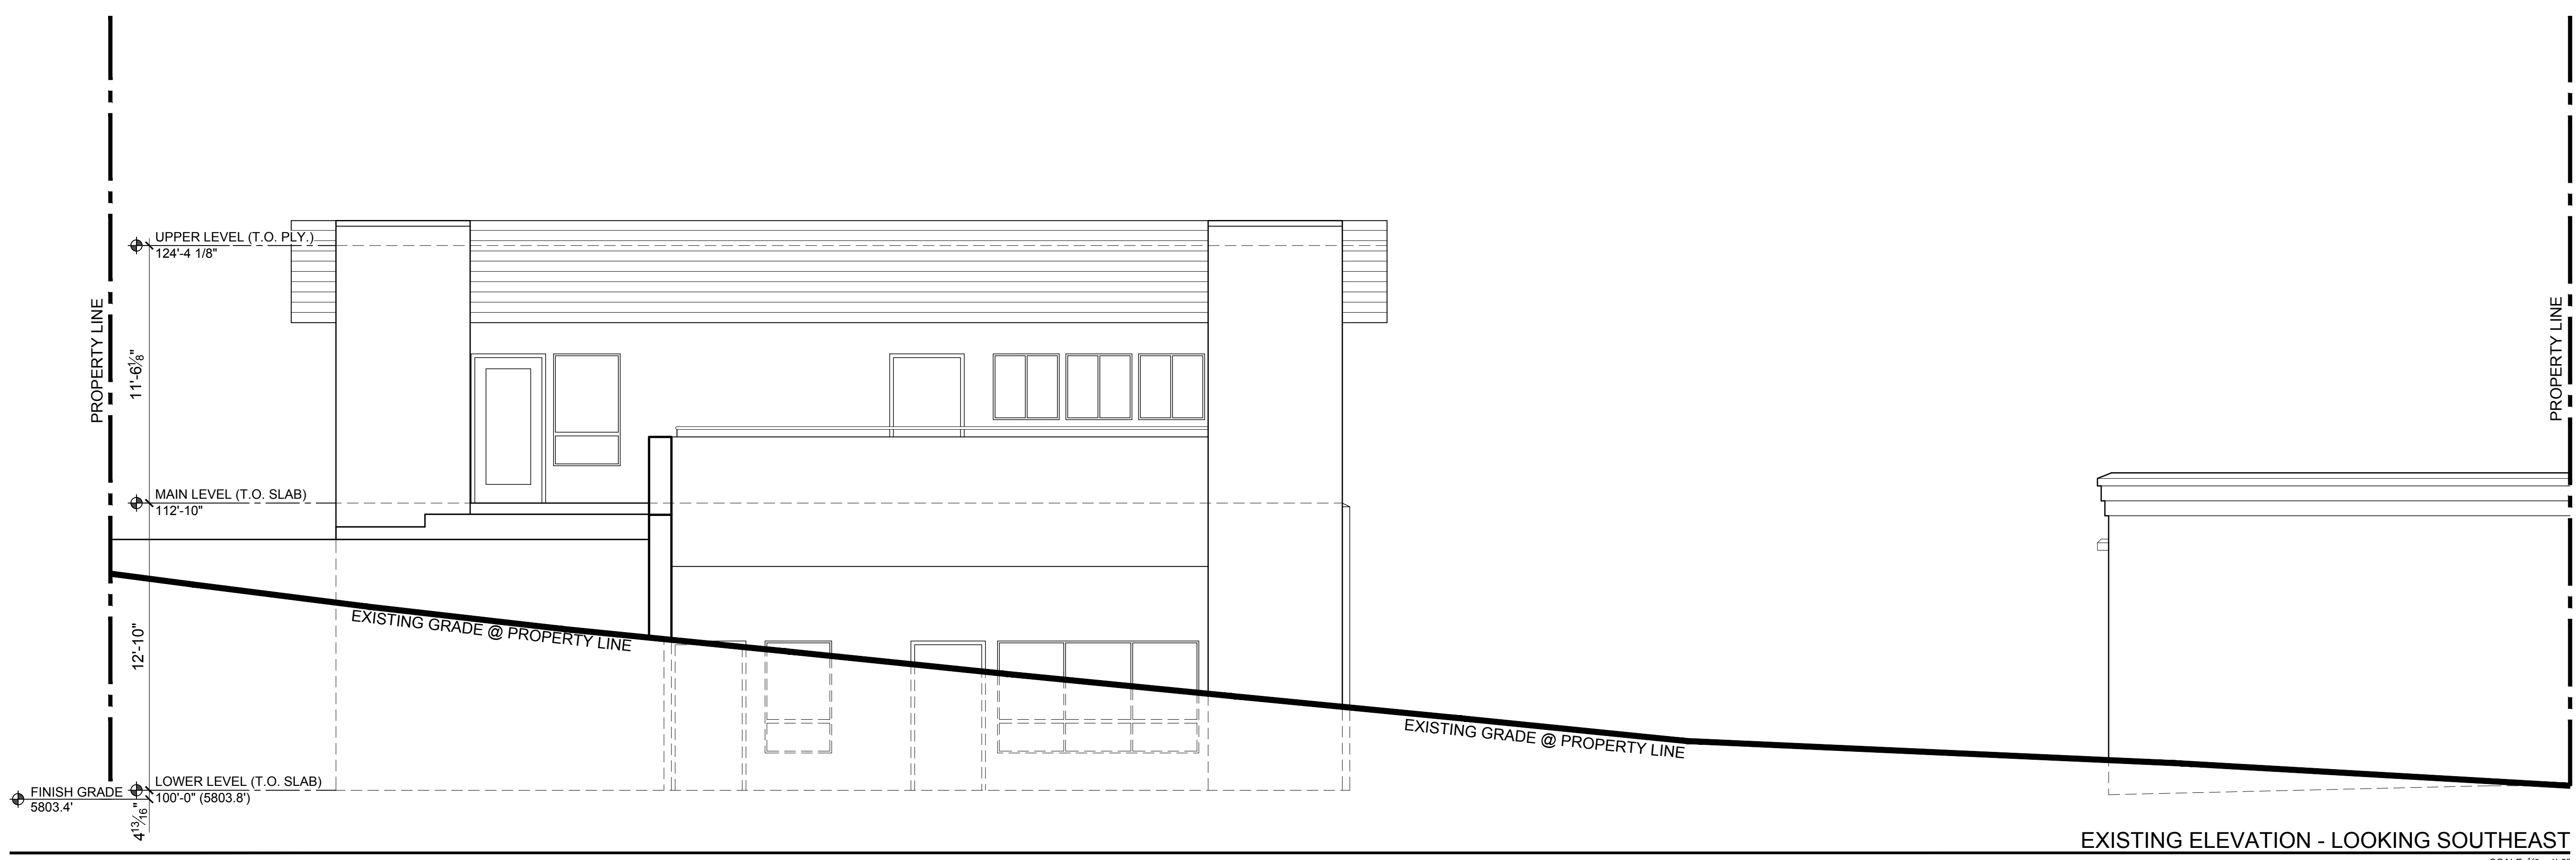 UPPER LEVEL (T.O. PLY.)
124'-4 1/8"
PROPERTY LINE
11'-6 1/8"
PROPERTY LINE
MAIN LEVEL (T.O. SLAB)
112'-10"
EXISTING GRADE @ PROPERTY LINE
12'-10"
EXISTING GRADE @ PROPERTY LINE
LOWER LEVEL (T.O. SLAB)
100'-0" (5803.8')
FINISH GRADE
5803.4'
4 13/16"
EXISTING ELEVATION - LOOKING SOUTHEAST